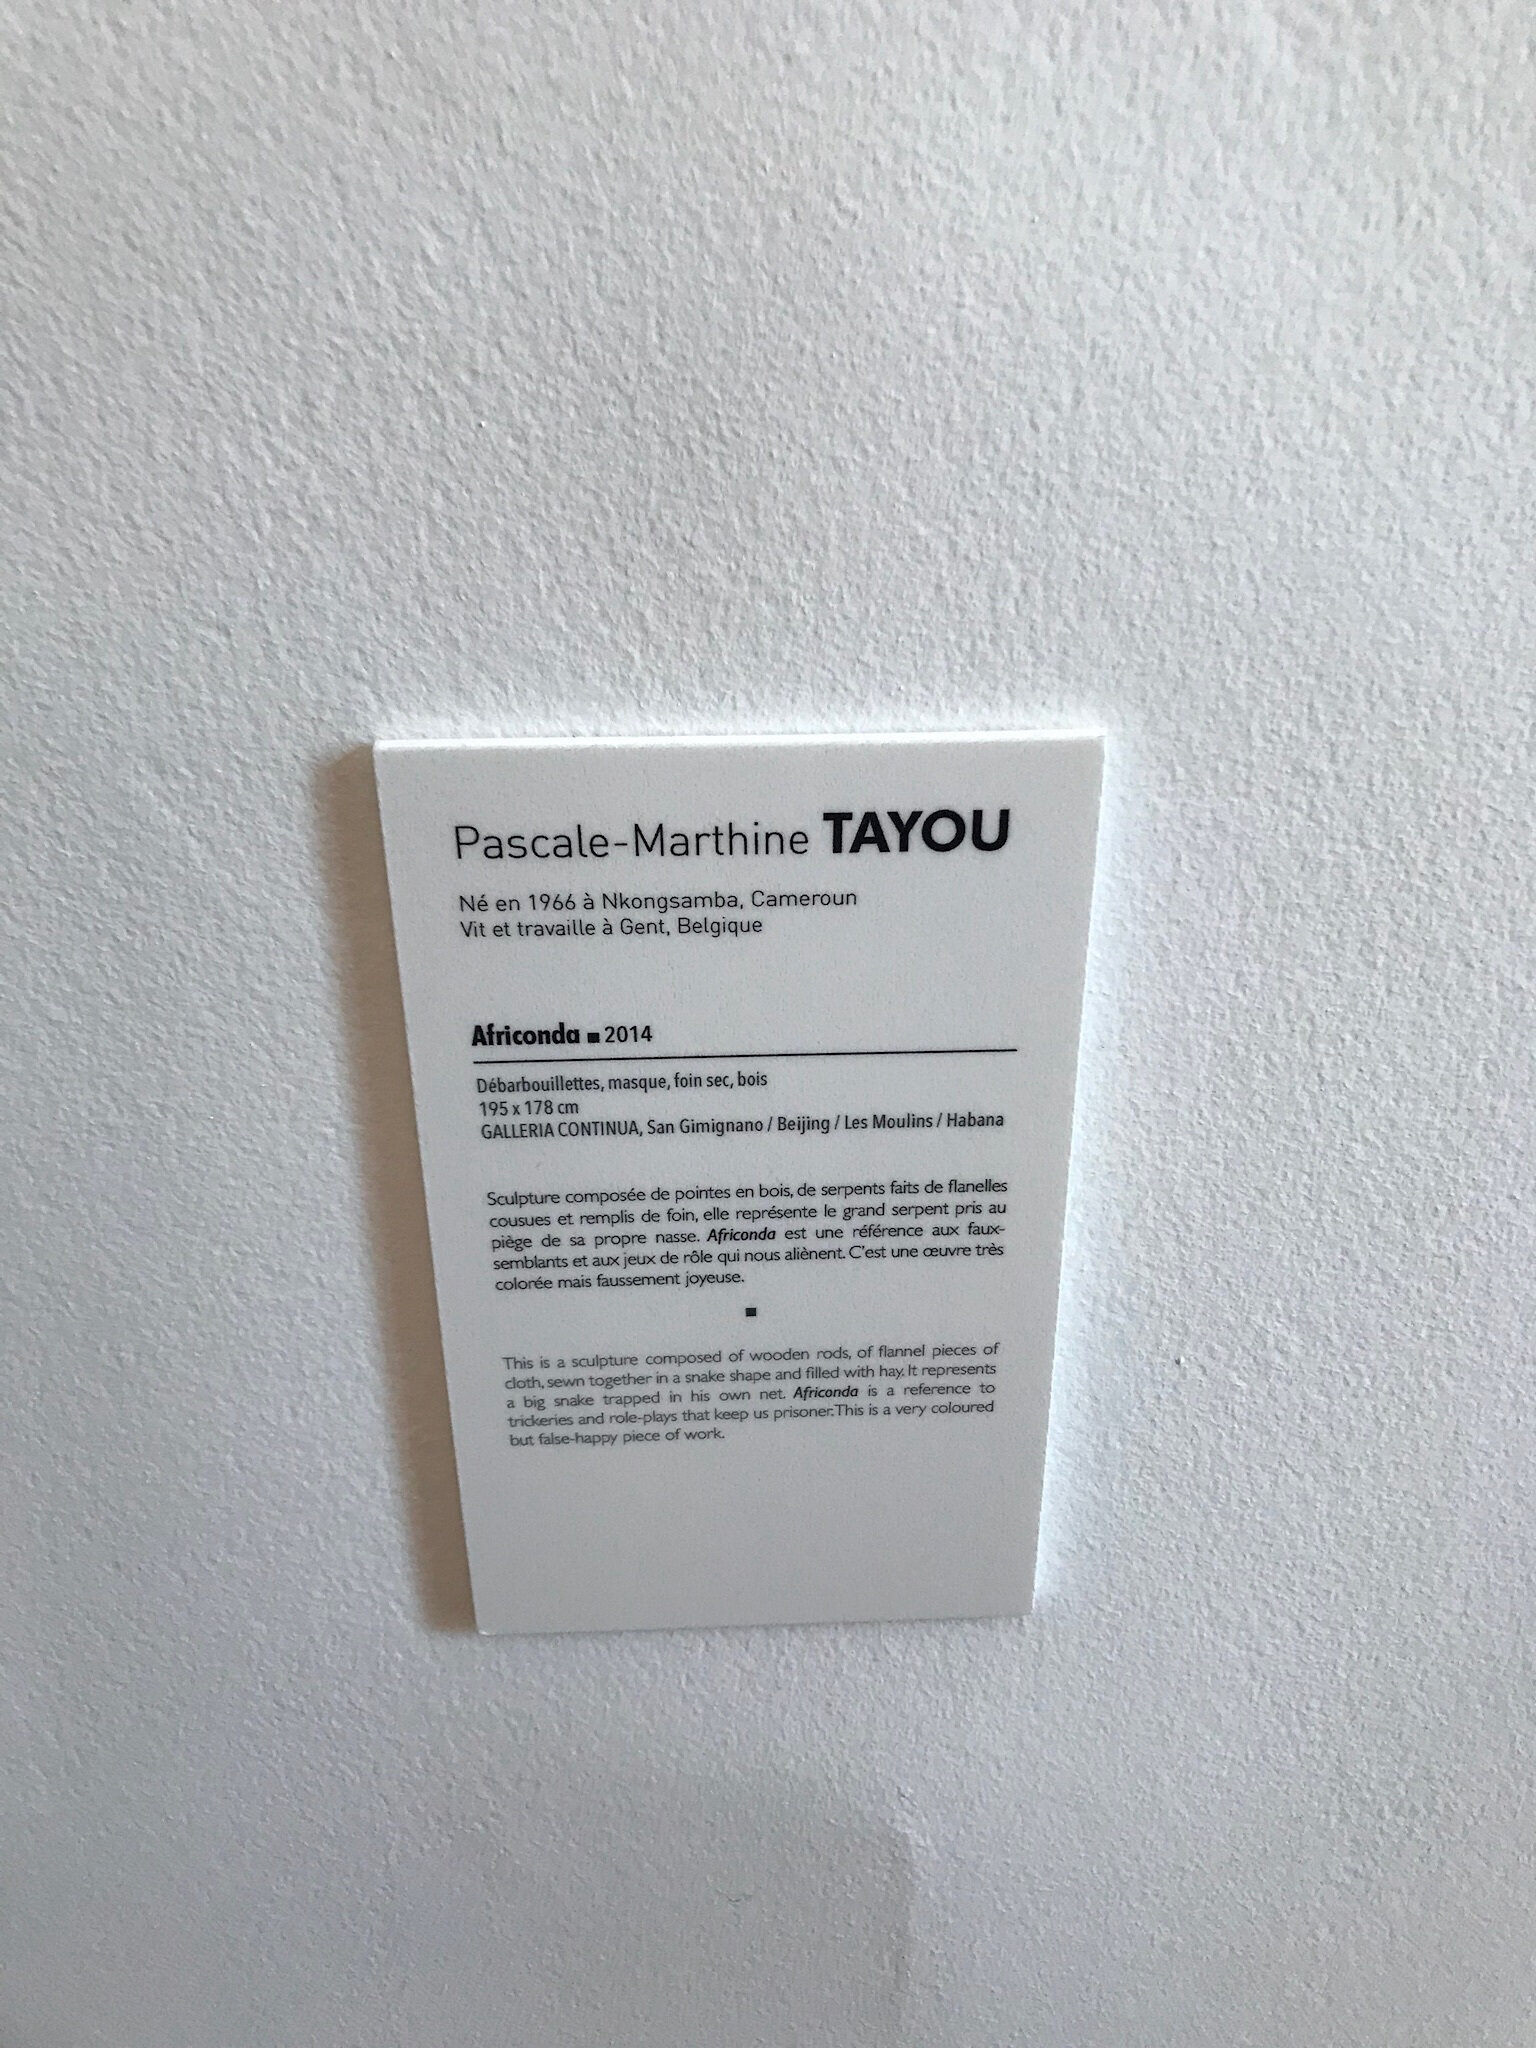 Pascale-Marthine TAYOU
Né en 1966 à Nkongsamba, Cameroun
Vit et travaille à Gent, Belgique
Africonda ■ 2014
Débarbouillettes, masque, foin sec, bois
195 x 178 cm
GALLERIA CONTINUA, San Gimignano / Beijing / Les Moulins / Habana
Sculpture composée de pointes en bois, de serpents faits de flanelles
cousues et remplis de foin, elle représente le grand serpent pris au
piège de sa propre nasse. Africonda est une référence aux faux-
semblants et aux jeux de rôle qui nous aliènent. C'est une œuvre très
colorée mais faussement joyeuse.
■
This is a sculpture composed of wooden rods, of flannel pieces of
cloth, sewn together in a snake shape and filled with hay. It represents
a big snake trapped in his own net. Africonda is a reference to
trickeries and role-plays that keep us prisoner. This is a very coloured
but false-happy piece of work.